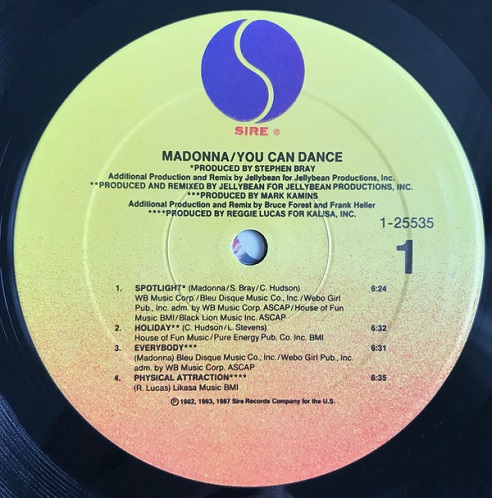 SIRE ®
MADONNA/YOU CAN DANCE
*PRODUCED BY STEPHEN BRAY
Additional Production and Remix by Jellybean for Jellybean Productions, Inc.
**PRODUCED AND REMIXED BY JELLYBEAN FOR JELLYBEAN PRODUCTIONS, INC.
***PRODUCED BY MARK KAMINS
Additional Production and Remix by Bruce Forest and Frank Heller
****PRODUCED BY REGGIE LUCAS FOR KALISA, INC.
1-25535
1
1. SPOTLIGHT* (Madonna/S. Bray/C. Hudson) 6:24
WB Music Corp./Bleu Disque Music Co., Inc./Webo Girl
Pub., Inc. adm. by WB Music Corp. ASCAP/House of Fun
Music BMI/Black Lion Music Inc. ASCAP
2. HOLIDAY** (C. Hudson/L. Stevens) 6:32
House of Fun Music/Pure Energy Pub. Co. Inc. BMI
3. EVERYBODY*** 6:31
(Madonna) Bleu Disque Music Co., Inc./Webo Girl Pub., Inc.
adm. by WB Music Corp. ASCAP
4. PHYSICAL ATTRACTION**** 6:35
(R. Lucas) Likasa Music BMI
℗ 1982, 1983, 1987 Sire Records Company for the U.S.